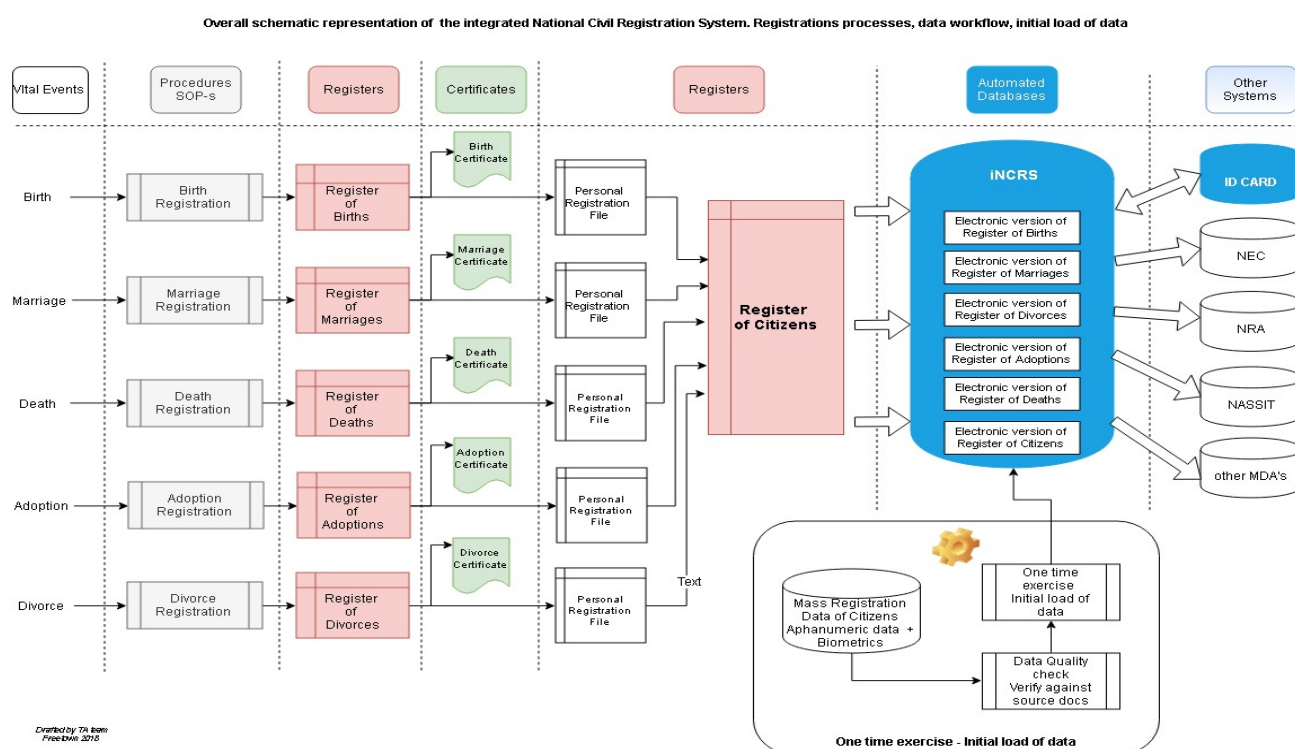 Overall schematic representation of the integrated National Civil Registration System. Registrations processes, data workflow, initial load of data
Vital Events
Procedures
SOP-s
Registers
Certificates
Registers
Automated
Databases
Other
Systems
Birth
Birth
Registration
Register
of
Births
Birth
Certificate
Personal
Registration
File
Marriage
Marriage
Registration
Register
of
Marriages
Marriage
Certificate
Personal
Registration
File
Death
Death
Registration
Register
of
Deaths
Death
Certificate
Personal
Registration
File
Adoption
Adoption
Registration
Register
of
Adoptions
Adoption
Certificate
Personal
Registration
File
Divorce
Divorce
Registration
Register
of
Divorces
Divorce
Certificate
Personal
Registration
File
Text
Register
of Citizens
iNCRS
Electronic version of
Register of Births
Electronic version of
Register of Marriages
Electronic version of
Register of Divorces
Electronic version of
Register of Adoptions
Electronic version of
Register of Deaths
Electronic version of
Register of Citizens
ID CARD
NEC
NRA
NASSIT
other MDA's
Mass Registration
Data of Citizens
Aphanumeric data +
Biometrics
One time
exercise
Initial load of
data
Data Quality
check
Verify against
source docs
One time exercise - Initial load of data
Drafted by TA team
Freetown 2018